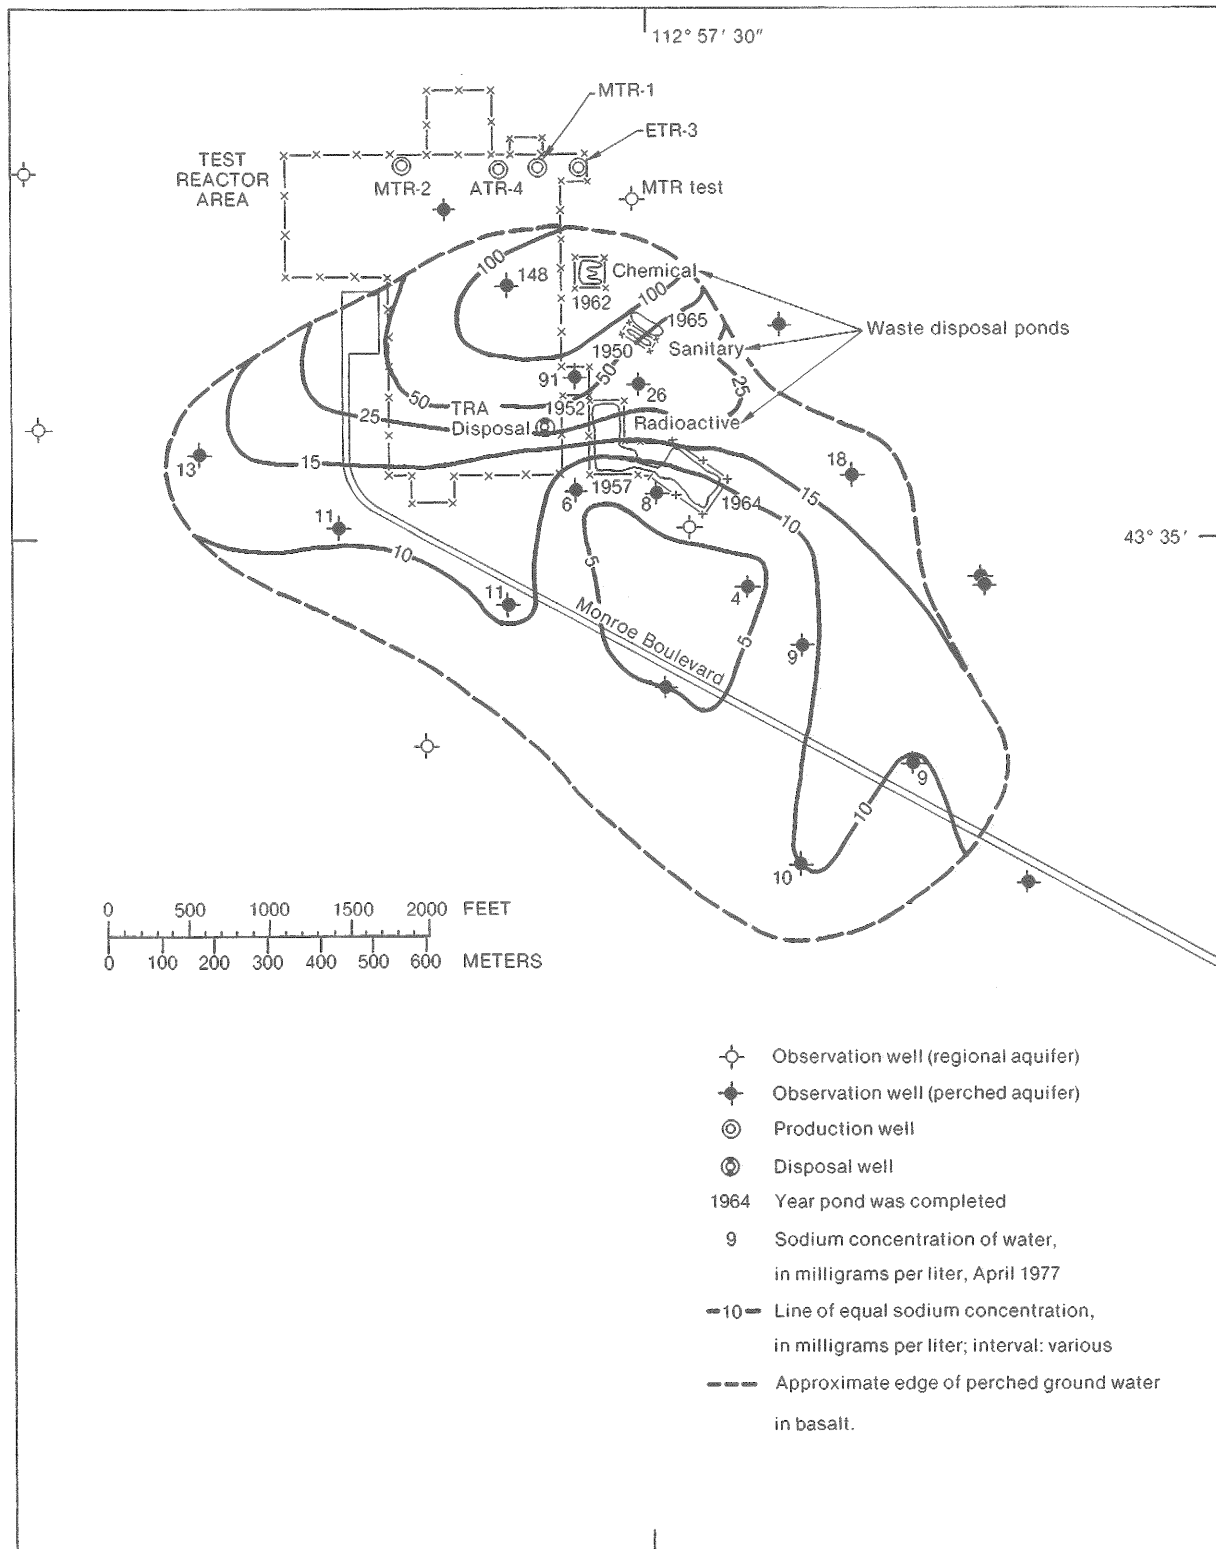 112° 57′ 30″
MTR-1
ETR-3
TEST
REACTOR
AREA
MTR-2
ATR-4
MTR test
100
148
Chemical
1962
100
1965
Waste disposal ponds
1950
Sanitary
91
50
26
25
50
TRA
1952
25
Disposal
Radioactive
13
15
18
6
1957
8
1964
15
11
10
10
43° 35′
5
4
11
Monroe Boulevard
5
9
9
10
10
0 500 1000 1500 2000 FEET
0 100 200 300 400 500 600 METERS
Observation well (regional aquifer)
Observation well (perched aquifer)
Production well
Disposal well
1964 Year pond was completed
9 Sodium concentration of water,
in milligrams per liter, April 1977
10 Line of equal sodium concentration,
in milligrams per liter; interval: various
Approximate edge of perched ground water
in basalt.